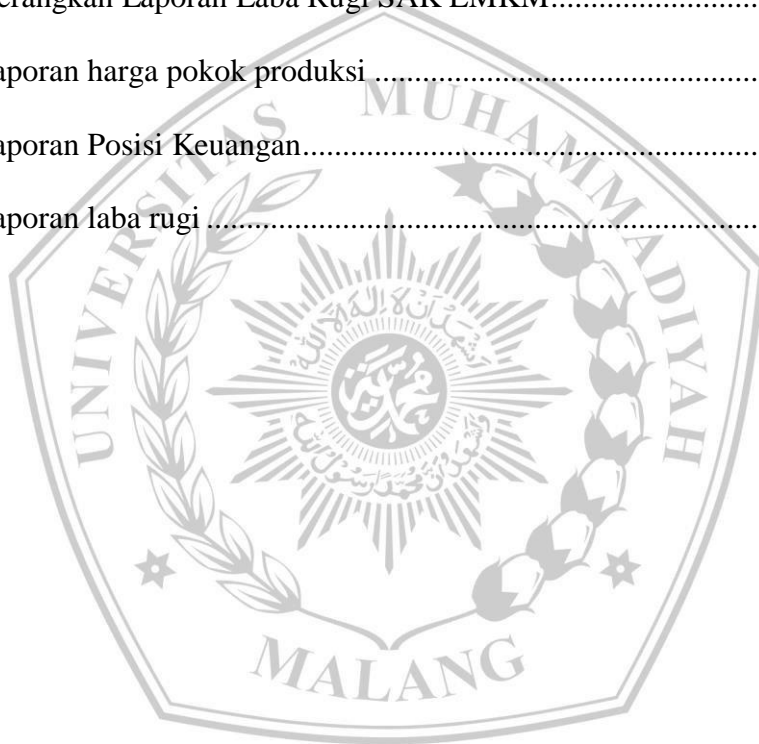 erangkan Laporan Laba Rugi SAK EMKM............................
aporan harga pokok produksi ..................................................
aporan Posisi Keuangan...........................................................
aporan laba rugi ........................................................................
UNIVERSITAS MUHAMMADIYAH
MALANG